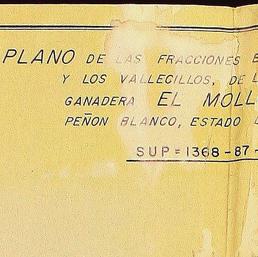 PLANO DE LAS FRACCIONES E
Y LOS VALLECILLOS, DE L
GANADERA EL MOLL
PEÑON BLANCO, ESTADO
SUP=1368-87-